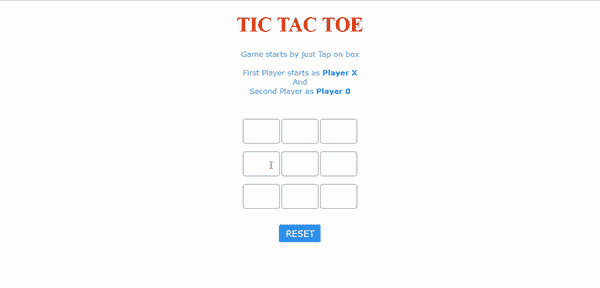 TIC TAC TOE
Game starts by just Tap on box
First Player starts as Player X
And
Second Player as Player 0
RESET